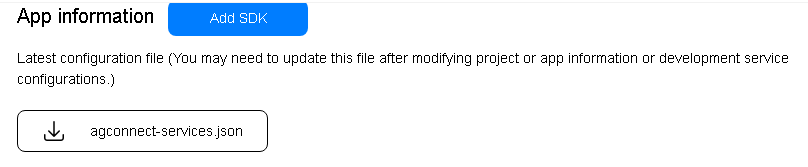 App information
Add SDK
Latest configuration file (You may need to update this file after modifying project or app information or development service
configurations.)
agconnect-services.json